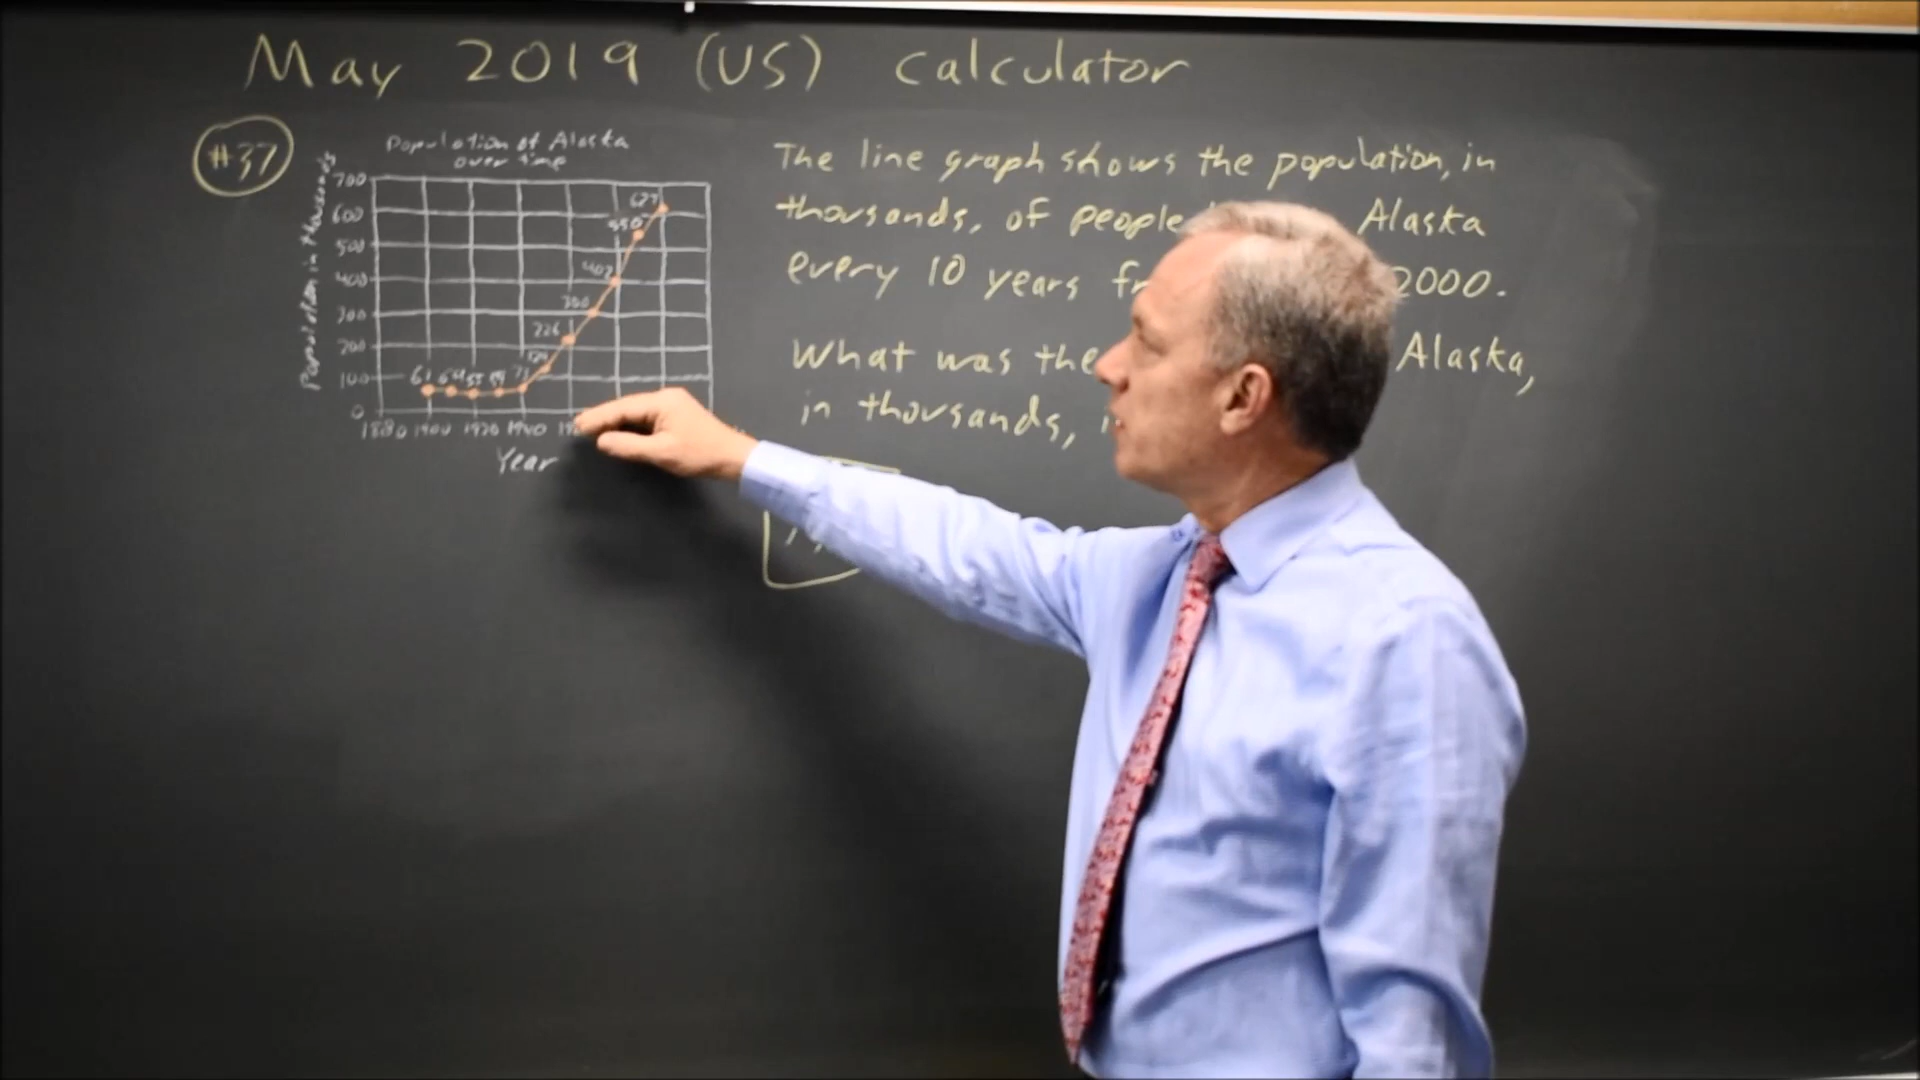 May 2019 (US) Calculator
#37
Population of Alaska
over time
Population in thousands
700
600
500
400
300
200
100
0
627
550
402
300
226
129
61 64 55 59 73
1880 1900 1920 1940
Year
The line graph shows the population, in
thousands, of people Alaska
every 10 years 2000.
What was the Alaska,
in thousands,